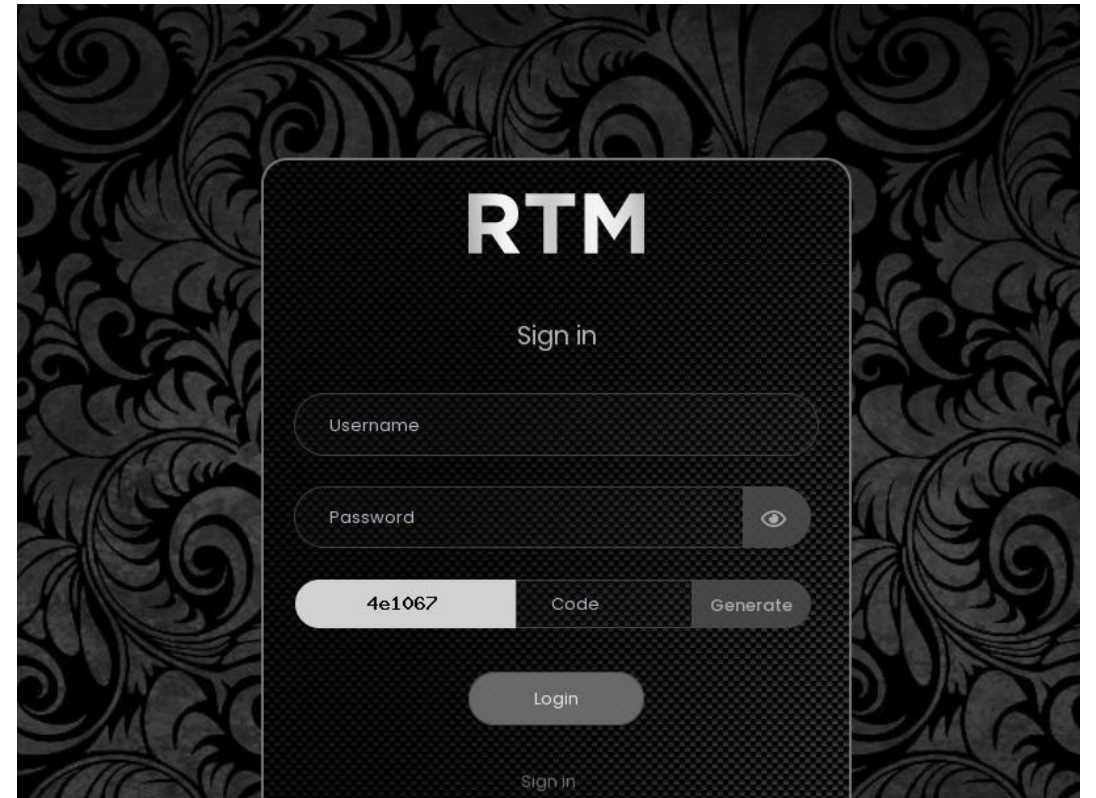 RTM
Sign in
Username
Password
4e1067 Code Generate
Login
Sign in